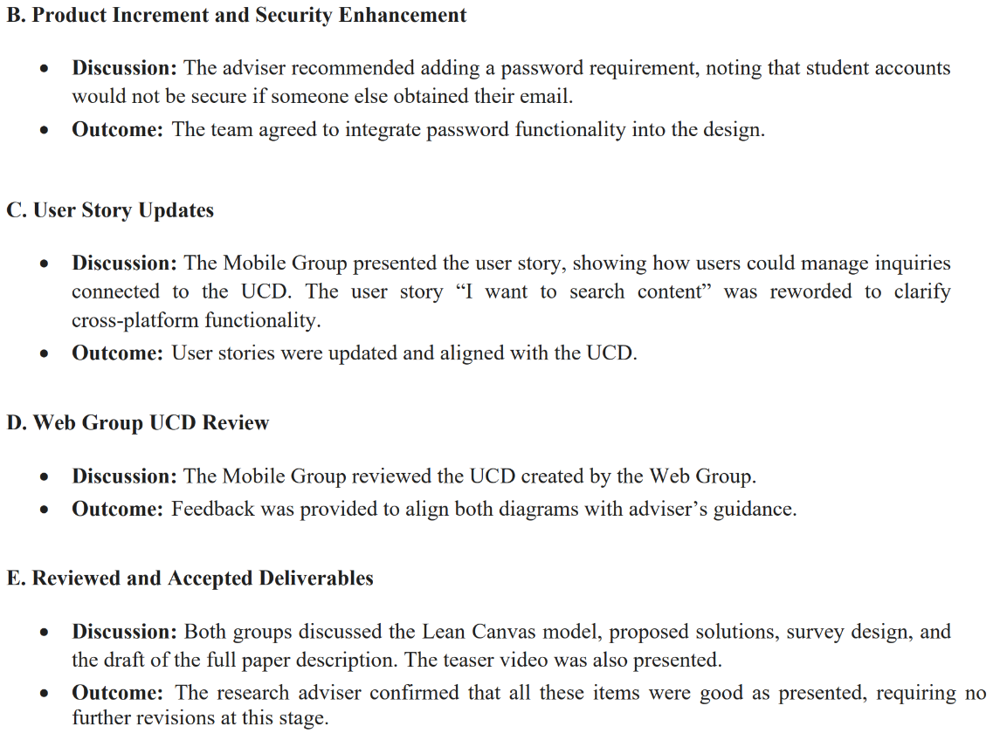 B. Product Increment and Security Enhancement
• Discussion: The adviser recommended adding a password requirement, noting that student accounts
would not be secure if someone else obtained their email.
• Outcome: The team agreed to integrate password functionality into the design.
C. User Story Updates
• Discussion: The Mobile Group presented the user story, showing how users could manage inquiries
connected to the UCD. The user story “I want to search content” was reworded to clarify
cross-platform functionality.
• Outcome: User stories were updated and aligned with the UCD.
D. Web Group UCD Review
• Discussion: The Mobile Group reviewed the UCD created by the Web Group.
• Outcome: Feedback was provided to align both diagrams with adviser’s guidance.
E. Reviewed and Accepted Deliverables
• Discussion: Both groups discussed the Lean Canvas model, proposed solutions, survey design, and
the draft of the full paper description. The teaser video was also presented.
• Outcome: The research adviser confirmed that all these items were good as presented, requiring no
further revisions at this stage.